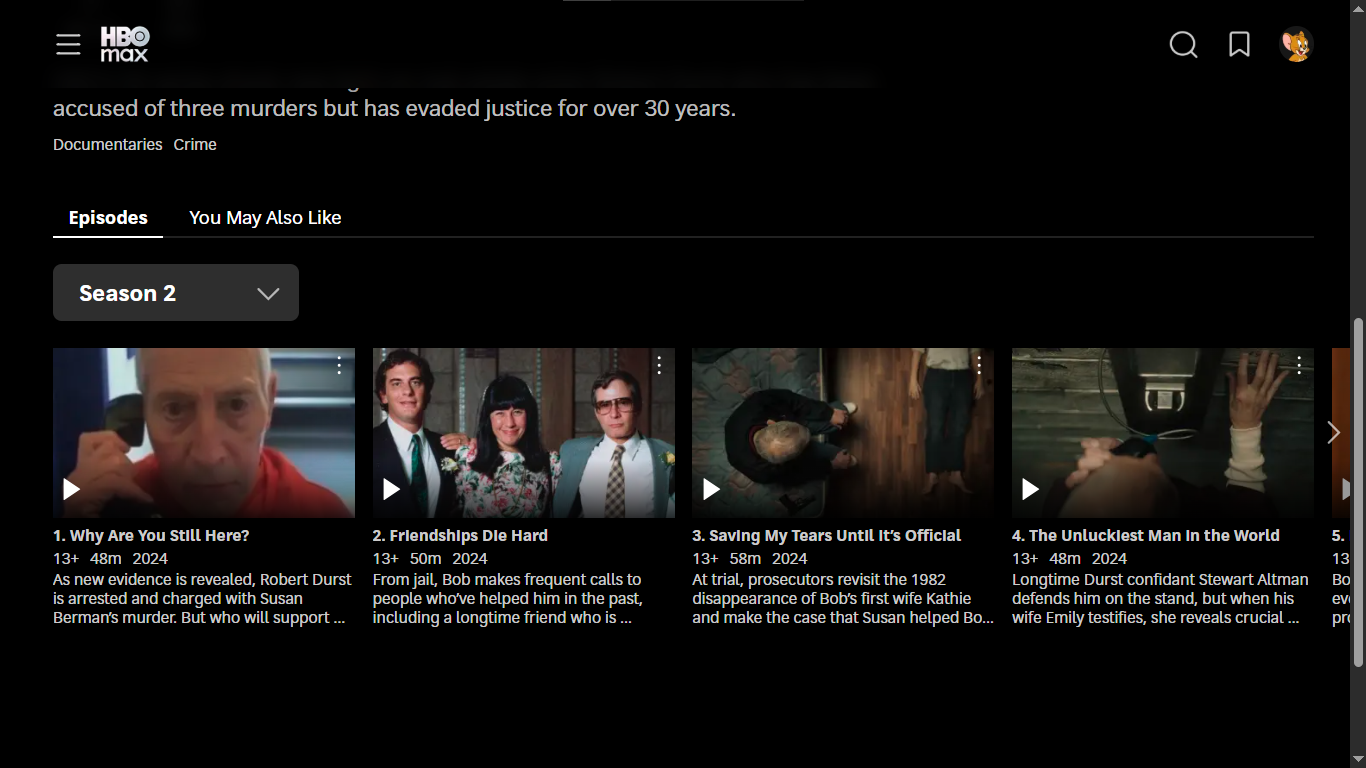 HBO
max
accused of three murders but has evaded justice for over 30 years.
Documentaries Crime
Episodes You May Also Like
Season 2
1. Why Are You Still Here?
13+ 48m 2024
As new evidence is revealed, Robert Durst
is arrested and charged with Susan
Berman's murder. But who will support ...
2. Friendships Die Hard
13+ 50m 2024
From jail, Bob makes frequent calls to
people who've helped him in the past,
including a longtime friend who is ...
3. Saving My Tears Until It's Official
13+ 58m 2024
At trial, prosecutors revisit the 1982
disappearance of Bob's first wife Kathie
and make the case that Susan helped Bo...
4. The Unluckiest Man in the World
13+ 48m 2024
Longtime Durst confidant Stewart Altman
defends him on the stand, but when his
wife Emily testifies, she reveals crucial ...
5.
13
Bo
eve
pro